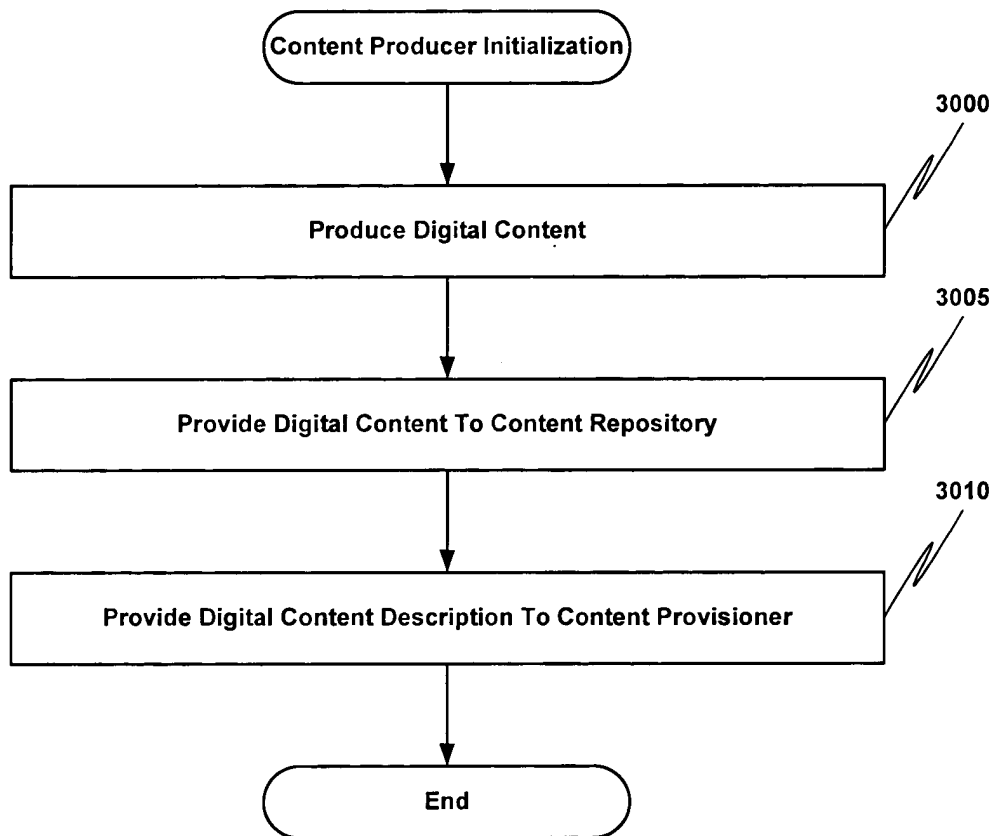 Content Producer Initialization
3000
Produce Digital Content
3005
Provide Digital Content To Content Repository
3010
Provide Digital Content Description To Content Provisioner
End